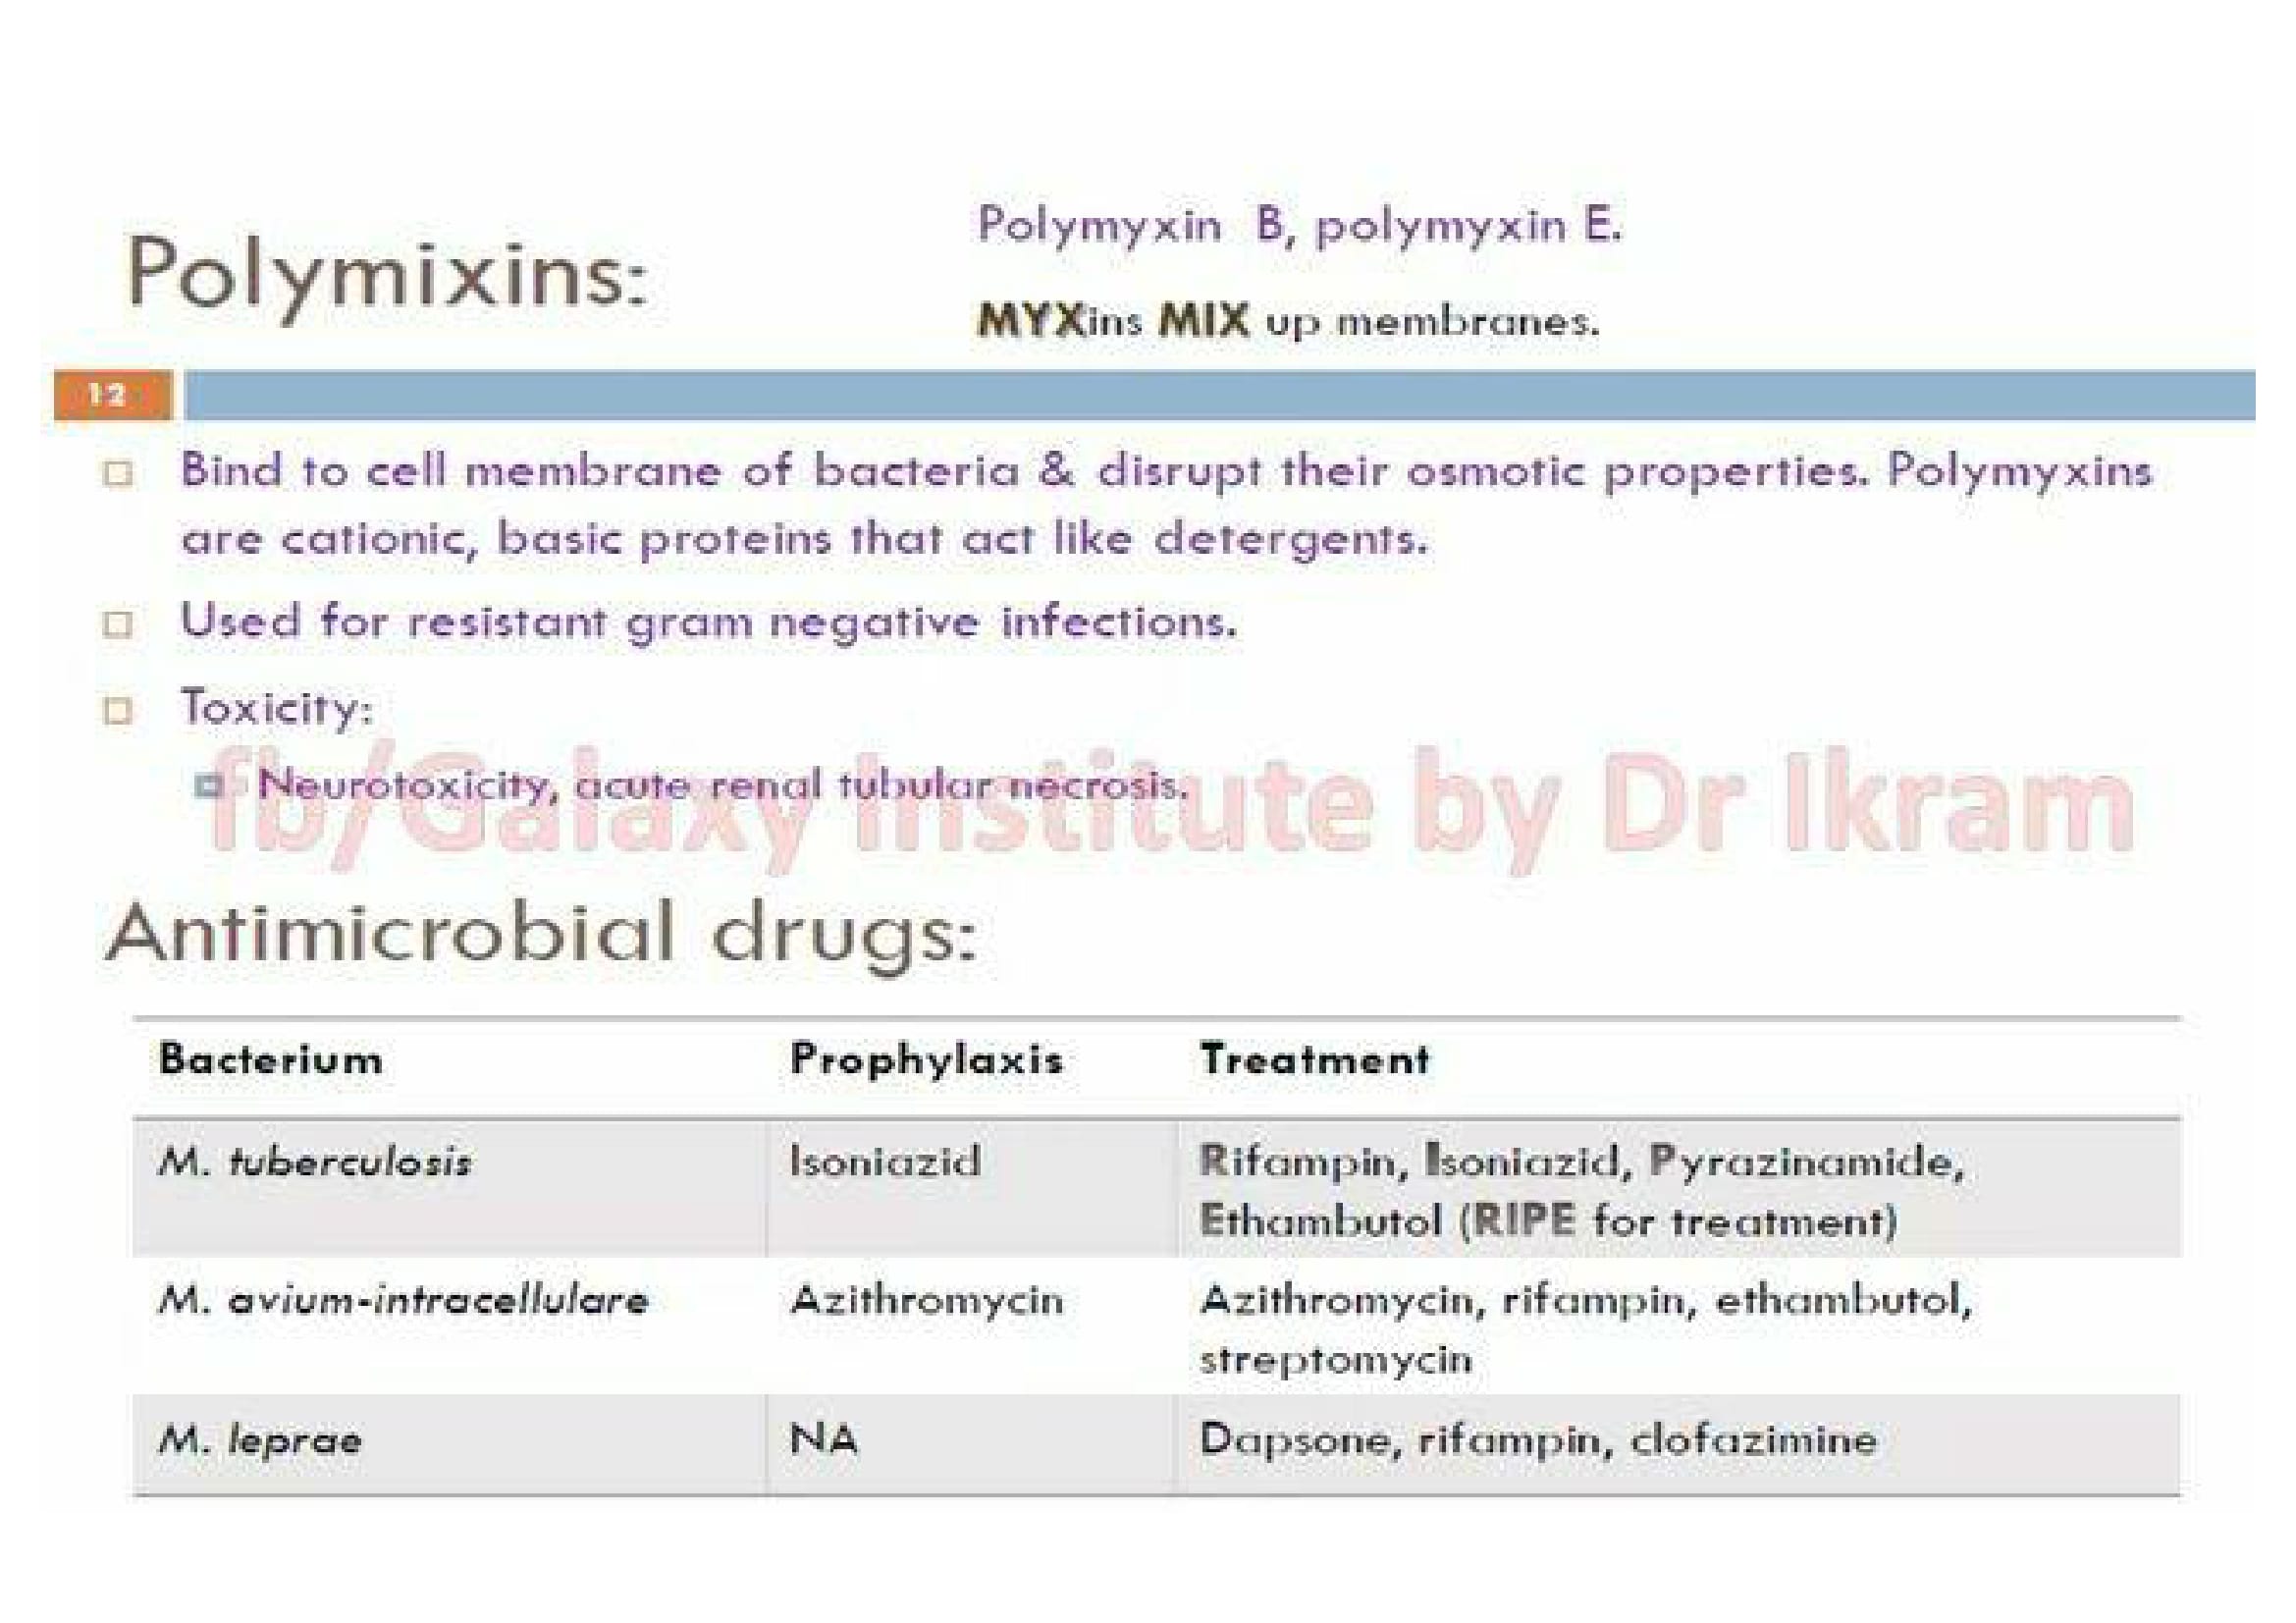 Polymixins:
Polymyxin B, polymyxin E.
MYXins MIX up membranes.
12
Bind to cell membrane of bacteria & disrupt their osmotic properties. Polymyxins
are cationic, basic proteins that act like detergents.
Used for resistant gram negative infections.
Toxicity:
Neurotoxicity, acute renal tubular necrosis.
fb/Galaxy Institute by Dr Ikram
Antimicrobial drugs:
Bacterium Prophylaxis Treatment
M. tuberculosis Isoniazid Rifampin, Isoniazid, Pyrazinamide,
Ethambutol (RIPE for treatment)
M. avium-intracellulare Azithromycin Azithromycin, rifampin, ethambutol,
streptomycin
M. leprae NA Dapsone, rifampin, clofazimine